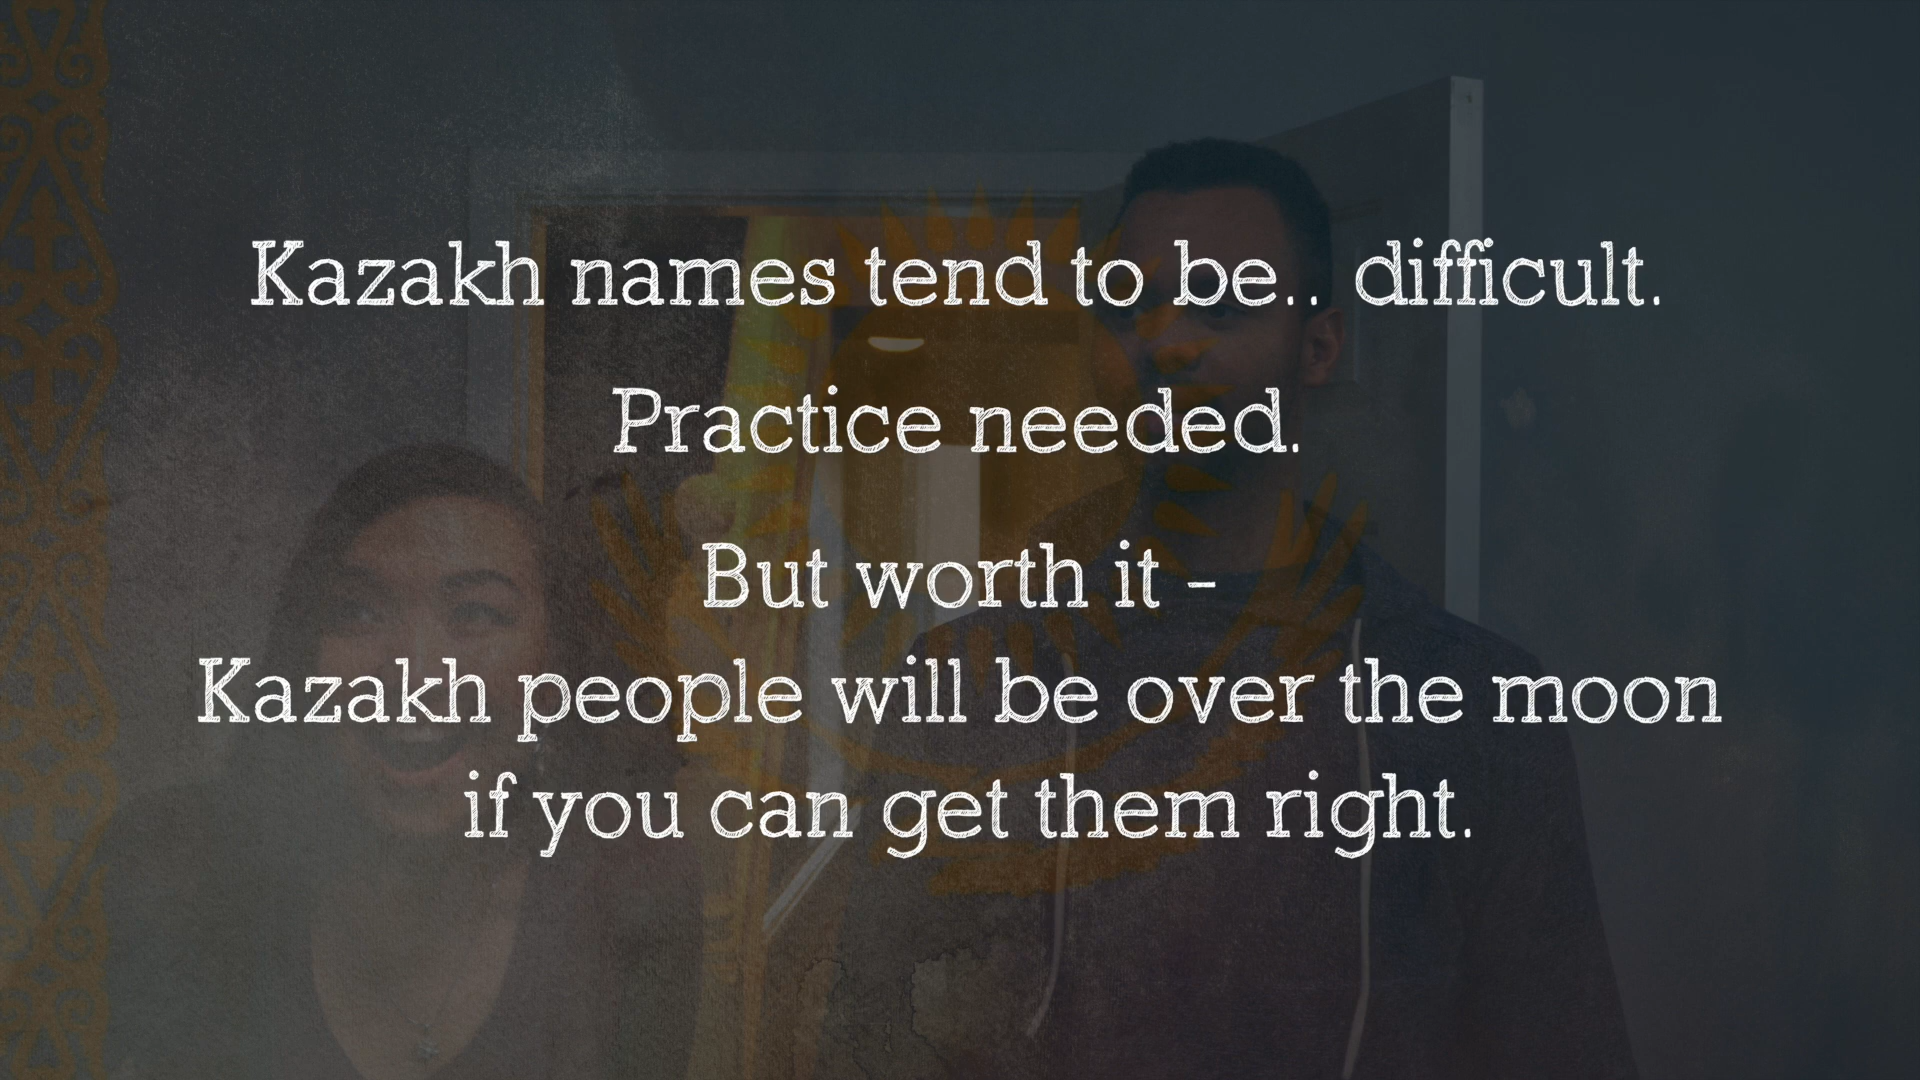 Kazakh names tend to be.. difficult.
Practice needed.
But worth it -
Kazakh people will be over the moon
if you can get them right.